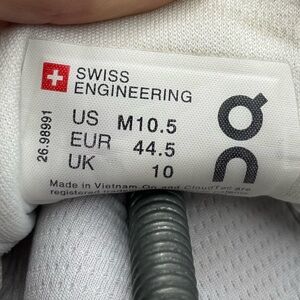 SWISS
ENGINEERING
US M10.5
EUR 44.5
UK 10
26.98991
ON
Made in Vietnam On and CloudTec are
registered